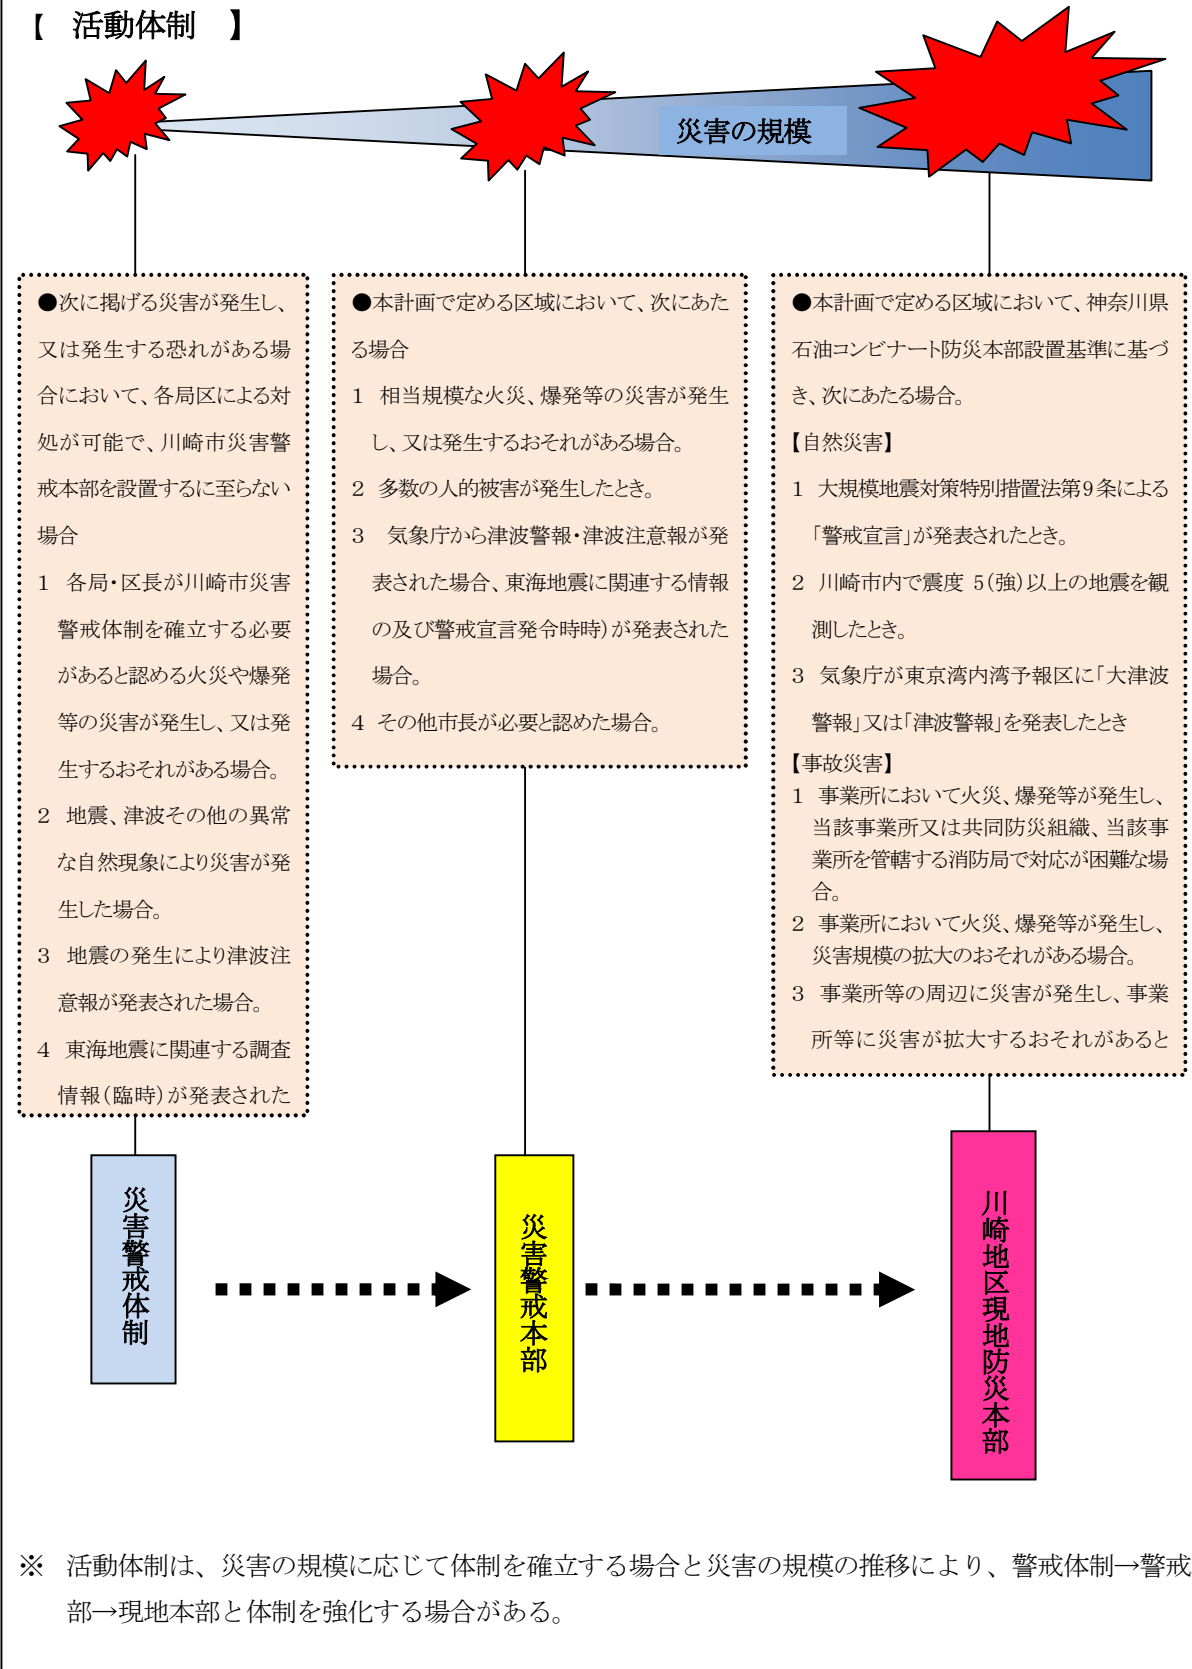 【 活動体制 】
災害の規模
●次に掲げる災害が発生し、
又は発生する恐れがある場
合において、各局区による対
処が可能で、川崎市災害警
戒本部を設置するに至らない
場合
1 各局・区長が川崎市災害
警戒体制を確立する必要
があると認める火災や爆発
等の災害が発生し、又は発
生するおそれがある場合。
2 地震、津波その他の異常
な自然現象により災害が発
生した場合。
3 地震の発生により津波注
意報が発表された場合。
4 東海地震に関連する調査
情報(臨時)が発表された
●本計画で定める区域において、次にあた
る場合
1 相当規模な火災、爆発等の災害が発生
し、又は発生するおそれがある場合。
2 多数の人的被害が発生したとき。
3 気象庁から津波警報・津波注意報が発
表された場合、東海地震に関連する情報
の及び警戒宣言発令時時)が発表された
場合。
4 その他市長が必要と認めた場合。
●本計画で定める区域において、神奈川県
石油コンビナート防災本部設置基準に基づ
き、次にあたる場合。
【自然災害】
1 大規模地震対策特別措置法第9条による
「警戒宣言」が発表されたとき。
2 川崎市内で震度 5(強)以上の地震を観
測したとき。
3 気象庁が東京湾内湾予報区に「大津波
警報」又は「津波警報」を発表したとき
【事故災害】
1 事業所において火災、爆発等が発生し、
当該事業所又は共同防災組織、当該事
業所を管轄する消防局で対応が困難な場
合。
2 事業所において火災、爆発等が発生し、
災害規模の拡大のおそれがある場合。
3 事業所等の周辺に災害が発生し、事業
所等に災害が拡大するおそれがあると
災害警戒体制
災害警戒本部
川崎地区現地防災本部
※ 活動体制は、災害の規模に応じて体制を確立する場合と災害の規模の推移により、警戒体制→警戒
部→現地本部と体制を強化する場合がある。